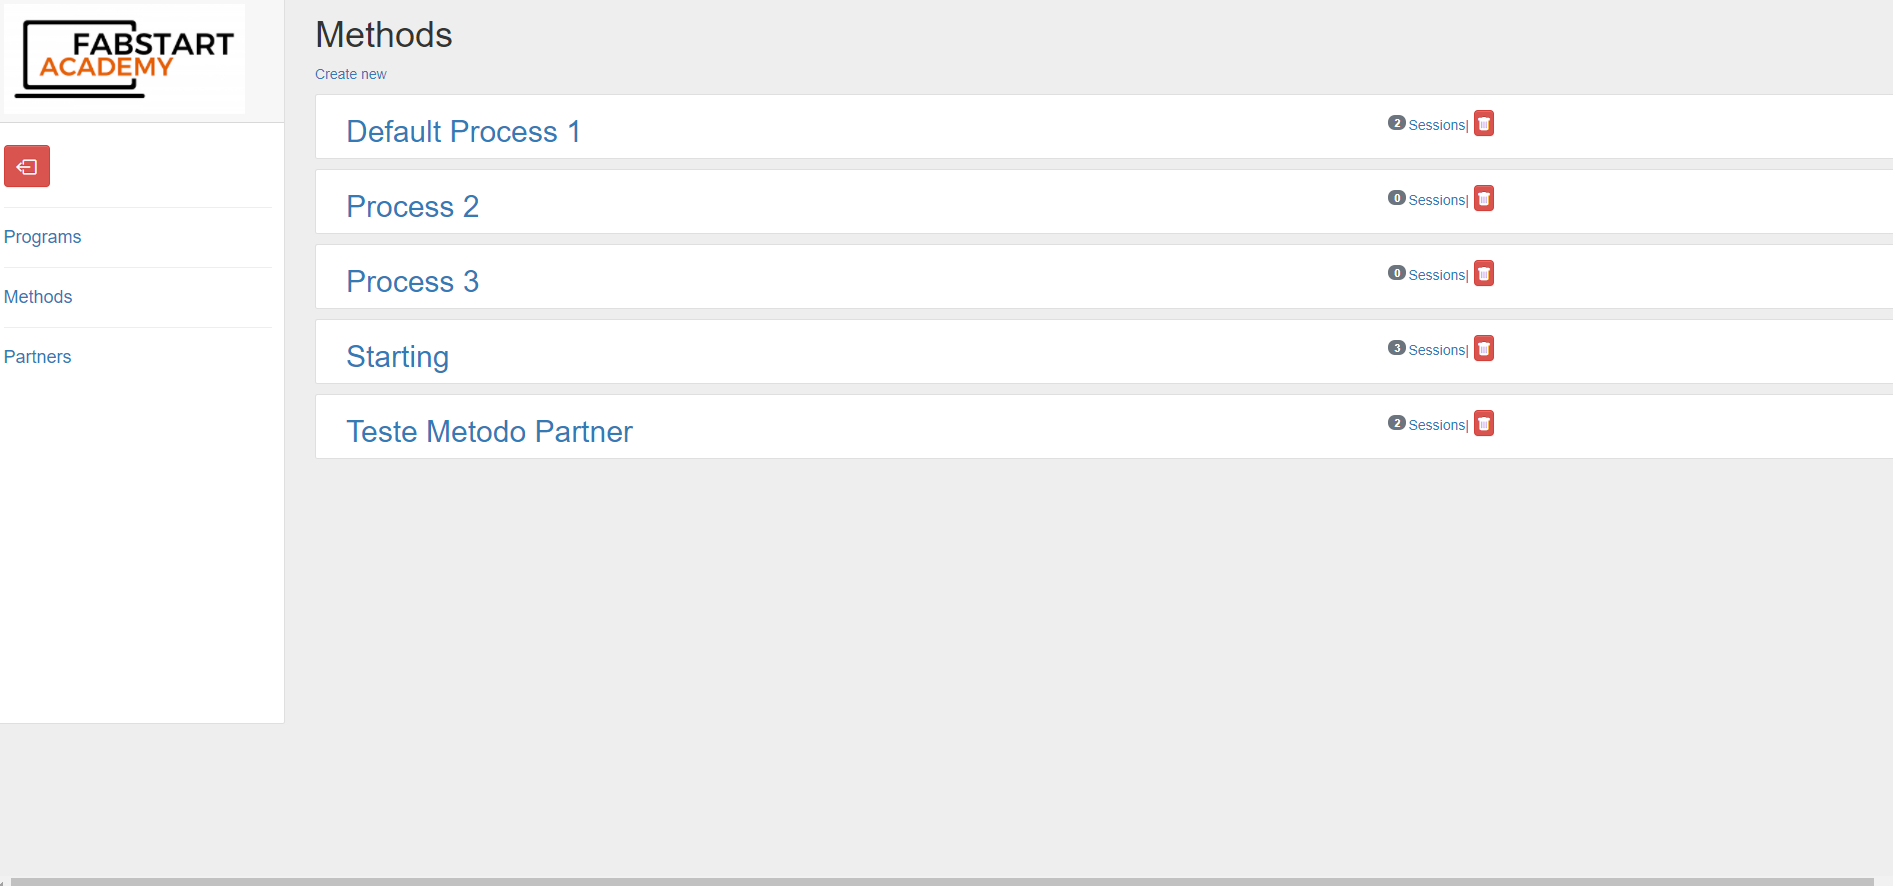 FABSTART
ACADEMY
Programs
Methods
Partners
Methods
Create new
Default Process 1
2 Sessions|
Process 2
0 Sessions|
Process 3
0 Sessions|
Starting
3 Sessions|
Teste Metodo Partner
2 Sessions|